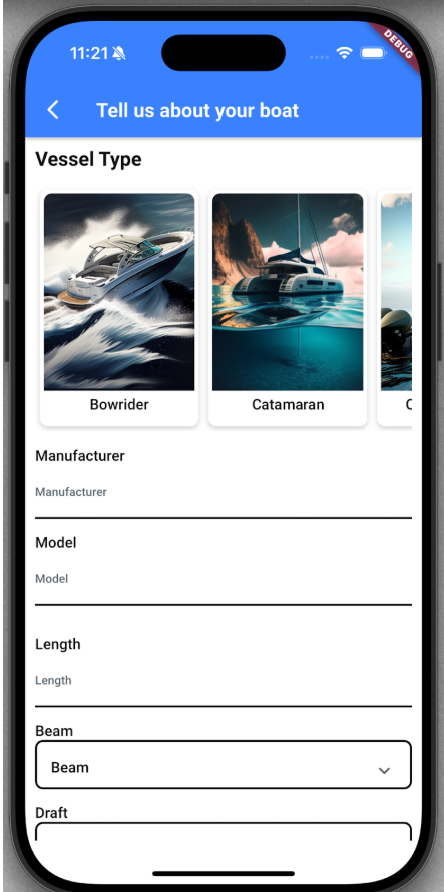 11:21
DEBUG
Tell us about your boat
Vessel Type
Bowrider
Catamaran
C
Manufacturer
Manufacturer
Model
Model
Length
Length
Beam
Beam
Draft